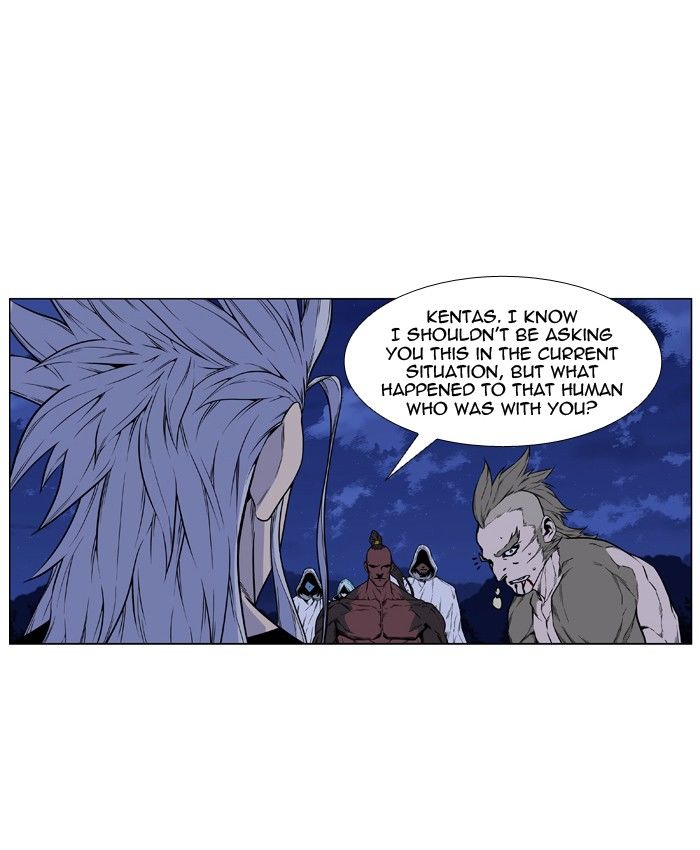 KENTAS. I KNOW
I SHOULDN'T BE ASKING
YOU THIS IN THE CURRENT
SITUATION, BUT WHAT
HAPPENED TO THAT HUMAN
WHO WAS WITH YOU?